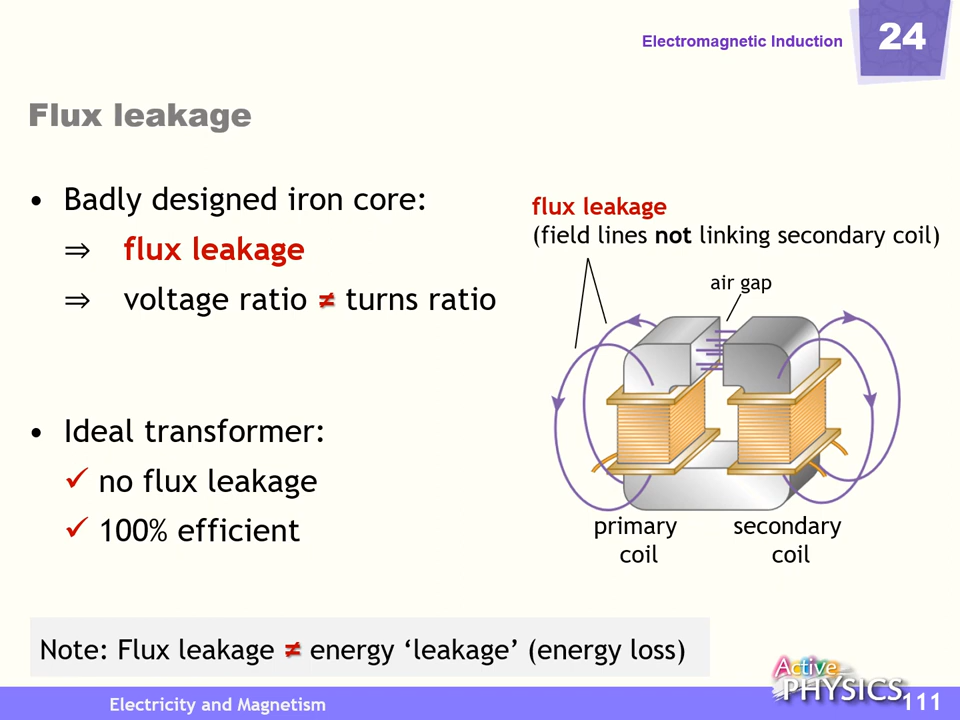 Electromagnetic Induction
24
Flux leakage
• Badly designed iron core:
⇒ flux leakage
⇒ voltage ratio ≠ turns ratio
• Ideal transformer:
✓ no flux leakage
✓ 100% efficient
flux leakage
(field lines not linking secondary coil)
air gap
primary
coil
secondary
coil
Note: Flux leakage ≠ energy ‘leakage’ (energy loss)
Active
PHYSICS
Electricity and Magnetism
111